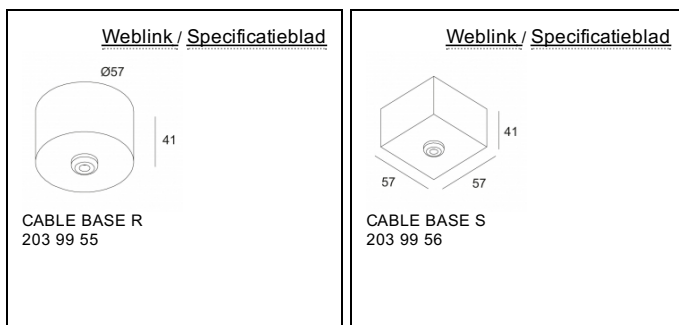 Weblink / Specificatieblad
Ø57
41
CABLE BASE R
203 99 55
Weblink / Specificatieblad
41
57 57
CABLE BASE S
203 99 56